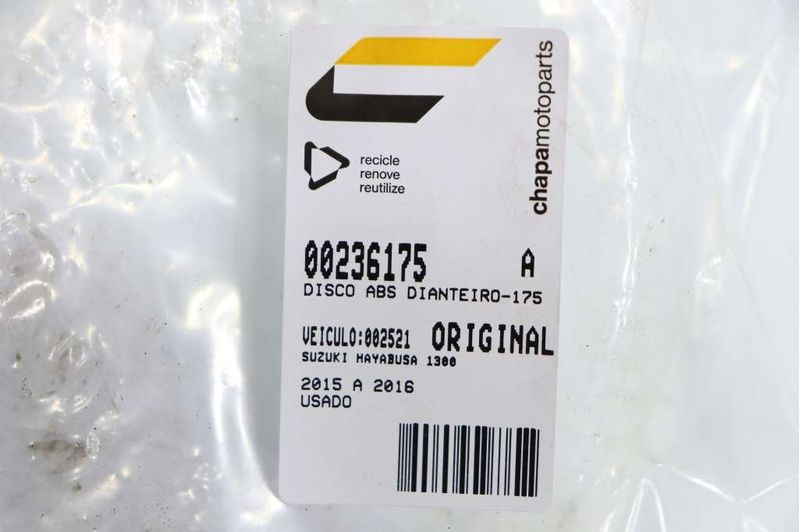 chapamotoparts
recicle
renove
reutilize
00236175 A
DISCO ABS DIANTEIRO-175
VEICULO:002521 ORIGINAL
SUZUKI HAYABUSA 1300
2015 A 2016
USADO